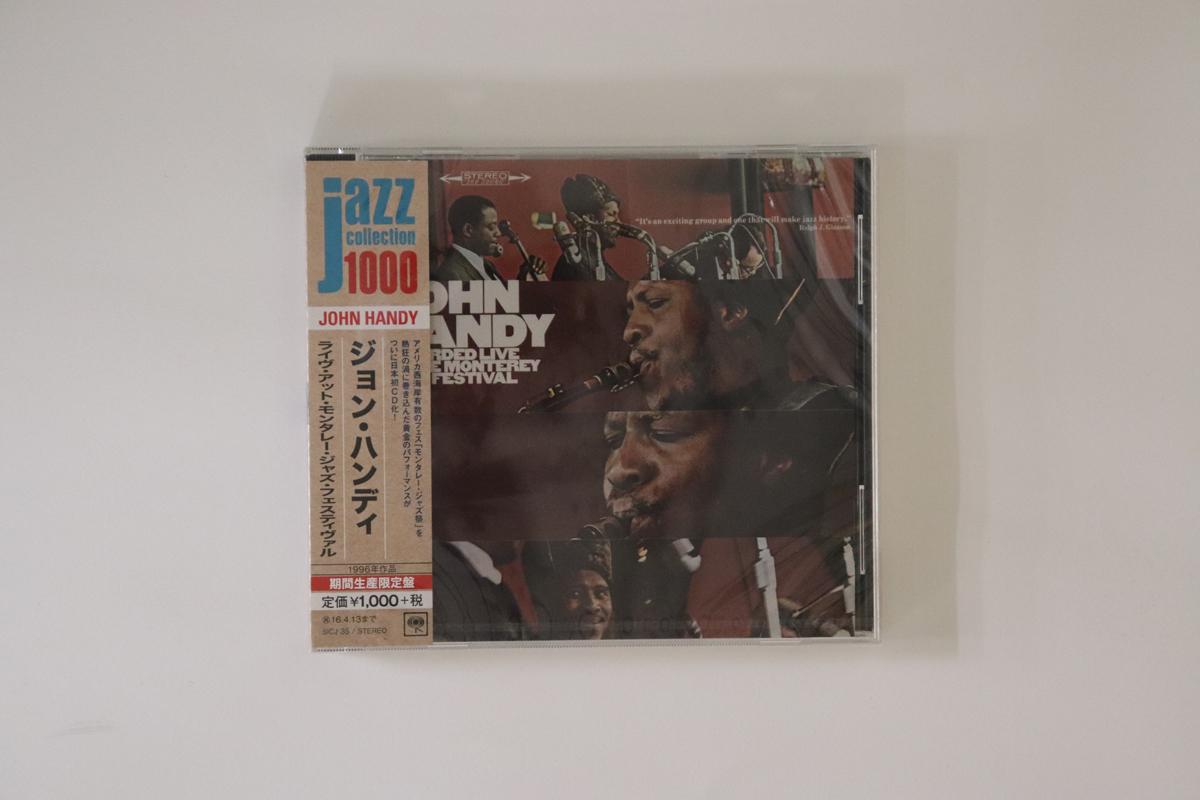 jazz
collection
1000
JOHN HANDY
アメリカ西海岸有数のフェス「モンタレー・ジャズ祭」を
熱狂の渦に巻き込んだ黄金のパフォーマンスが
ついに日本初CD化!
ジョン・ハンディ
ライヴ・アット・モンタレー・ジャズ・フェスティヴァル
1996年作品
期間生産限定盤
定価¥1,000+税
16.4.13まで
SICJ 35 / STEREO
STEREO
"It's an exciting group and one that will make jazz history."
Ralph J. Gleason
OHN
ANDY
RDED LIVE
E MONTEREY
FESTIVAL